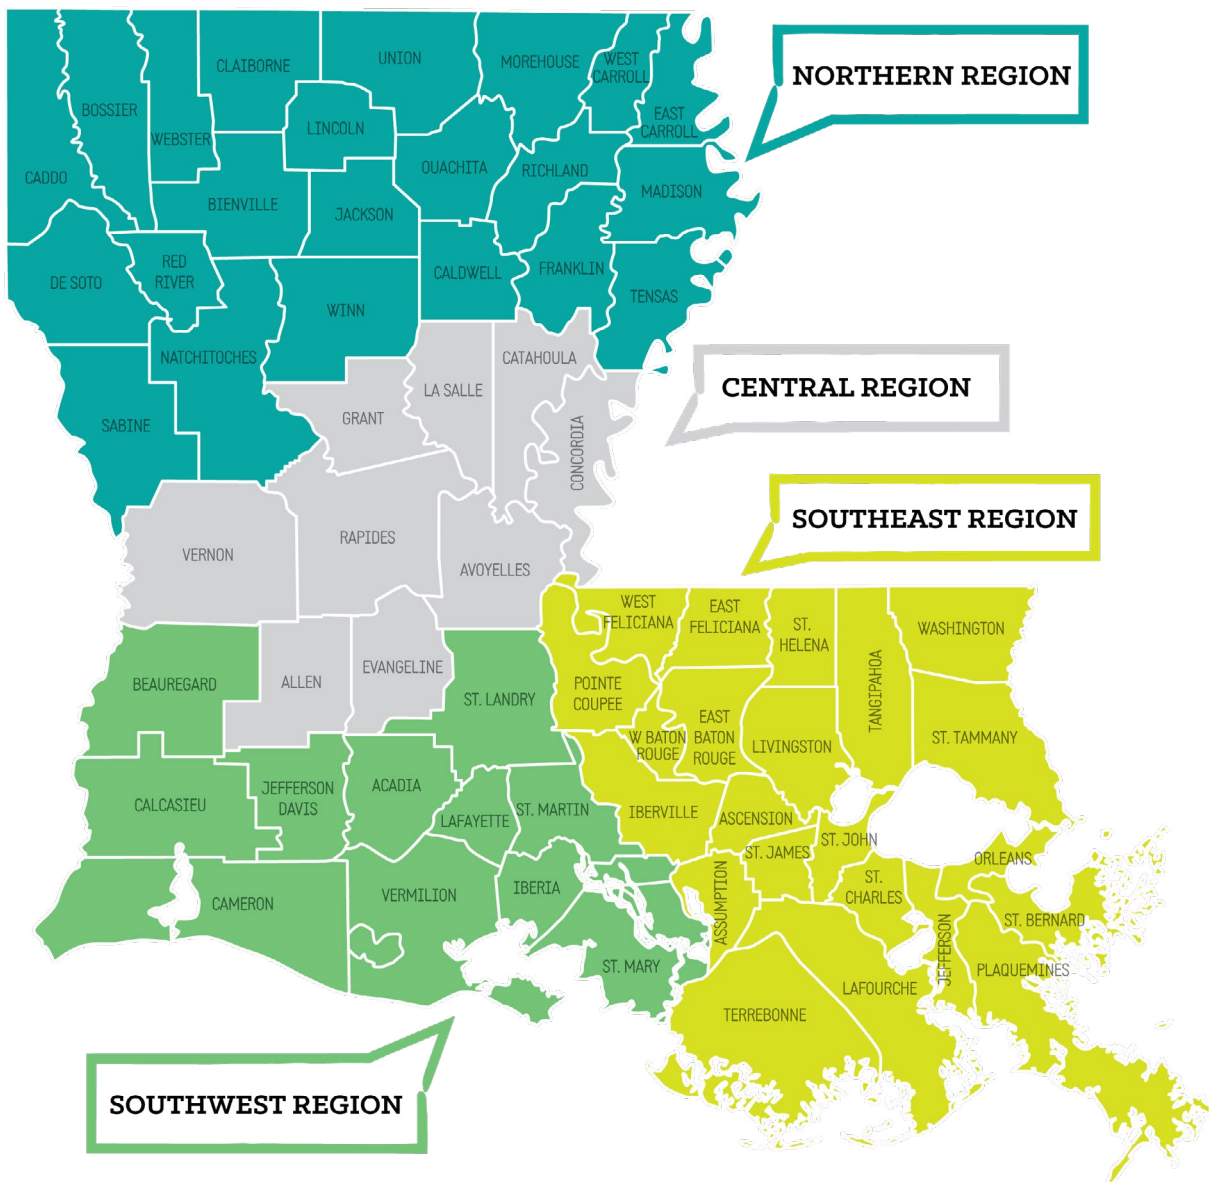 NORTHERN REGION
CLAIBORNE
UNION
MOREHOUSE
WEST
CARROLL
BOSSIER
WEBSTER
LINCOLN
EAST
CARROLL
CADDO
OUACHITA
RICHLAND
MADISON
BIENVILLE
JACKSON
DE SOTO
RED
RIVER
CALDWELL
FRANKLIN
TENSAS
WINN
NATCHITOCHES
SABINE
CENTRAL REGION
CATAHOULA
LA SALLE
GRANT
CONCORDIA
VERNON
RAPIDES
AVOYELLES
ALLEN
EVANGELINE
SOUTHEAST REGION
WEST
FELICIANA
EAST
FELICIANA
ST.
HELENA
TANGIPAHOA
WASHINGTON
POINTE
COUPEE
W BATON
ROUGE
EAST
BATON
ROUGE
LIVINGSTON
ST. TAMMANY
IBERVILLE
ASCENSION
ST. JAMES
ST. JOHN
ST.
CHARLES
ORLEANS
ASSUMPTION
JEFFERSON
ST. BERNARD
PLAQUEMINES
LAFOURCHE
TERREBONNE
BEAUREGARD
ST. LANDRY
CALCASIEU
JEFFERSON
DAVIS
ACADIA
LAFAYETTE
ST. MARTIN
CAMERON
VERMILION
IBERIA
ST. MARY
SOUTHWEST REGION